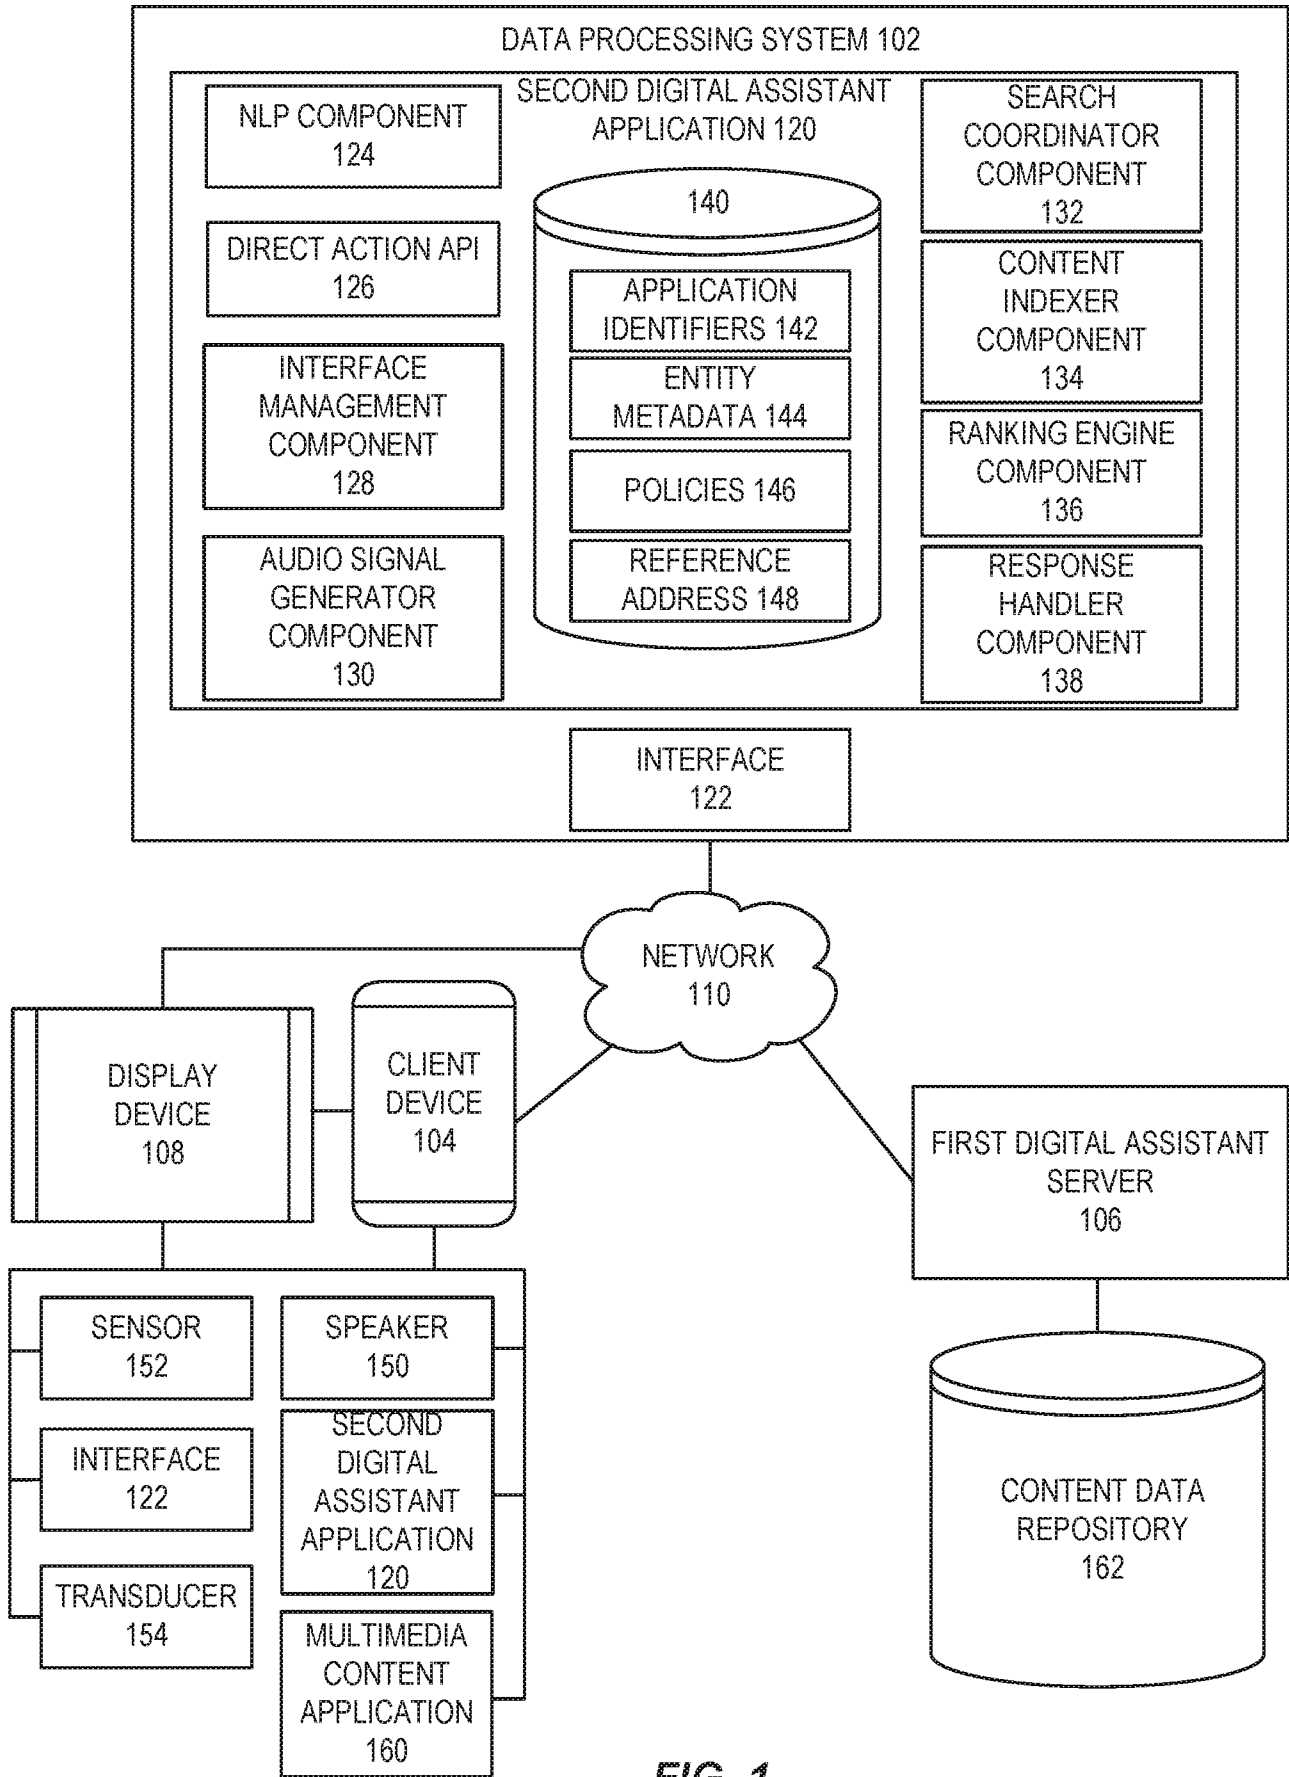 DATA PROCESSING SYSTEM 102
SECOND DIGITAL ASSISTANT
APPLICATION 120
NLP COMPONENT
124
DIRECT ACTION API
126
INTERFACE
MANAGEMENT
COMPONENT
128
AUDIO SIGNAL
GENERATOR
COMPONENT
130
140
APPLICATION
IDENTIFIERS 142
ENTITY
METADATA 144
POLICIES 146
REFERENCE
ADDRESS 148
SEARCH
COORDINATOR
COMPONENT
132
CONTENT
INDEXER
COMPONENT
134
RANKING ENGINE
COMPONENT
136
RESPONSE
HANDLER
COMPONENT
138
INTERFACE
122
NETWORK
110
DISPLAY
DEVICE
108
CLIENT
DEVICE
104
FIRST DIGITAL ASSISTANT
SERVER
106
SENSOR
152
SPEAKER
150
INTERFACE
122
SECOND
DIGITAL
ASSISTANT
APPLICATION
120
TRANSDUCER
154
MULTIMEDIA
CONTENT
APPLICATION
160
CONTENT DATA
REPOSITORY
162
FIG. 1